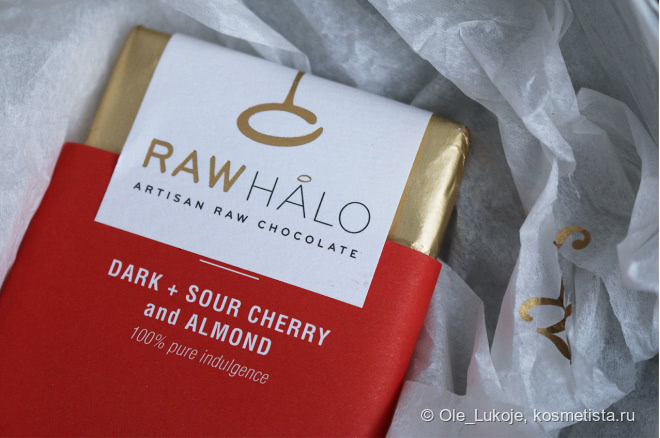 RAWHALO
ARTISAN RAW CHOCOLATE
DARK + SOUR CHERRY
and ALMOND
100% pure indulgence
© Ole_Lukoje, kosmetista.ru